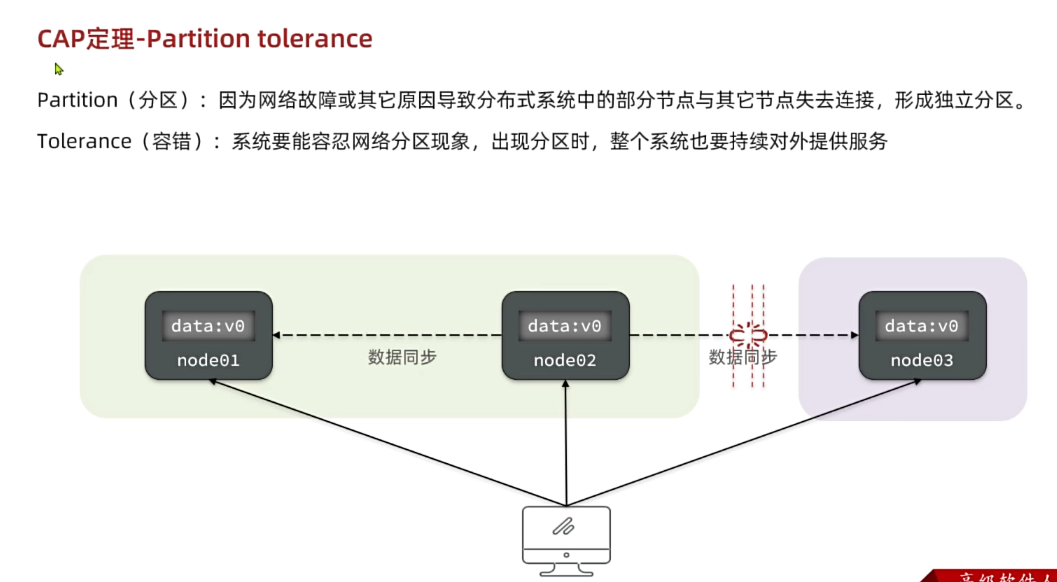 CAP定理-Partition tolerance
Partition（分区）：因为网络故障或其它原因导致分布式系统中的部分节点与其它节点失去连接，形成独立分区。
Tolerance（容错）：系统要能容忍网络分区现象，出现分区时，整个系统也要持续对外提供服务
data:v0
node01
数据同步
data:v0
node02
数据同步
data:v0
node03
高级软件人